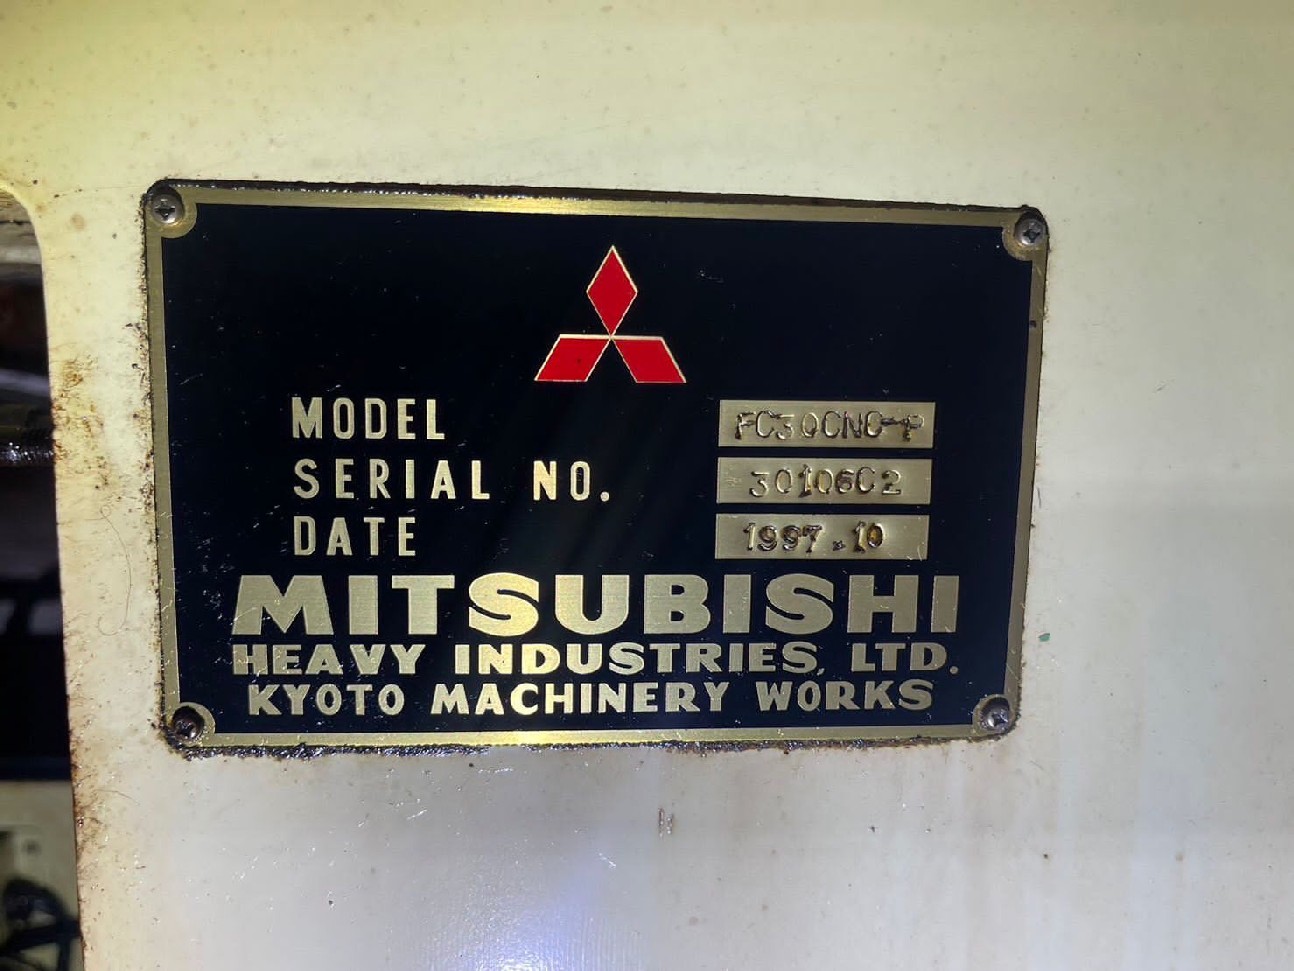 MODEL FC30CNC-P
SERIAL NO. 30106C2
DATE 1997.10
MITSUBISHI
HEAVY INDUSTRIES, LTD.
KYOTO MACHINERY WORKS